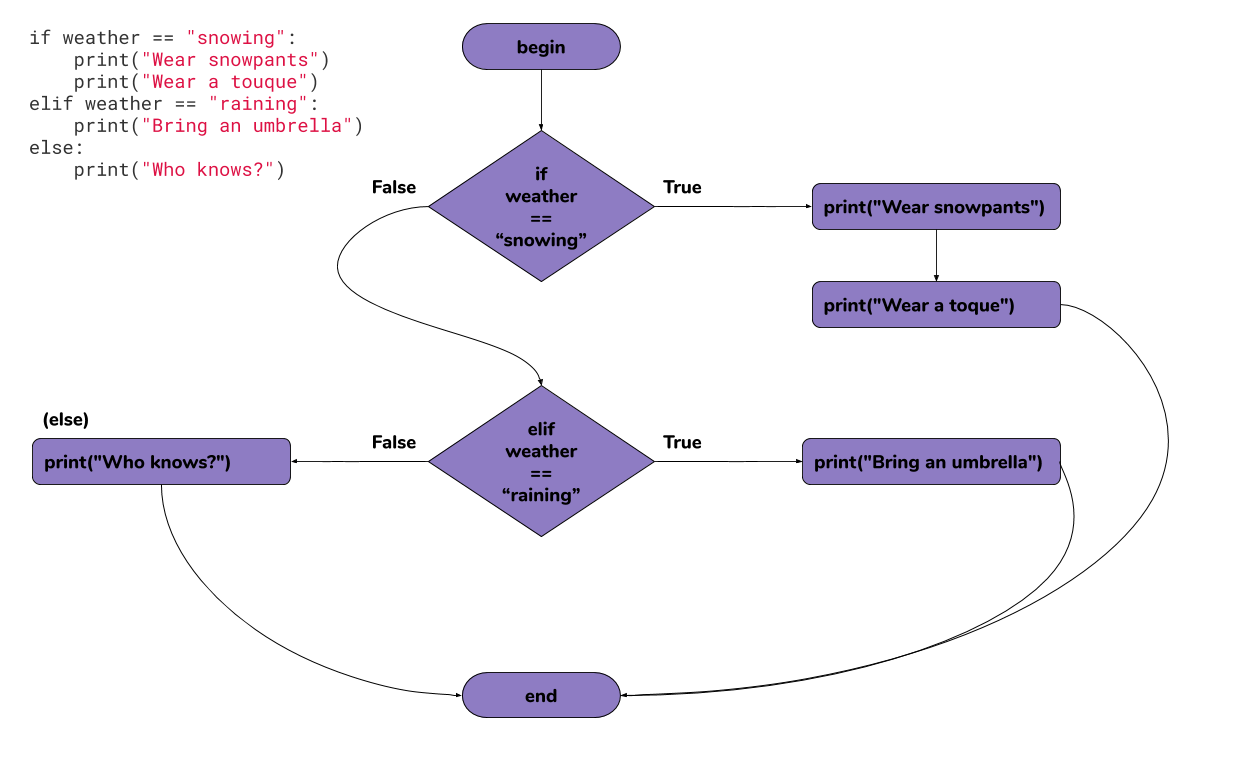 if weather == "snowing":
    print("Wear snowpants")
    print("Wear a touque")
elif weather == "raining":
    print("Bring an umbrella")
else:
    print("Who knows?")
begin
if
weather
==
“snowing”
False
True
print("Wear snowpants")
print("Wear a toque")
(else)
print("Who knows?")
False
elif
weather
==
“raining”
True
print("Bring an umbrella")
end